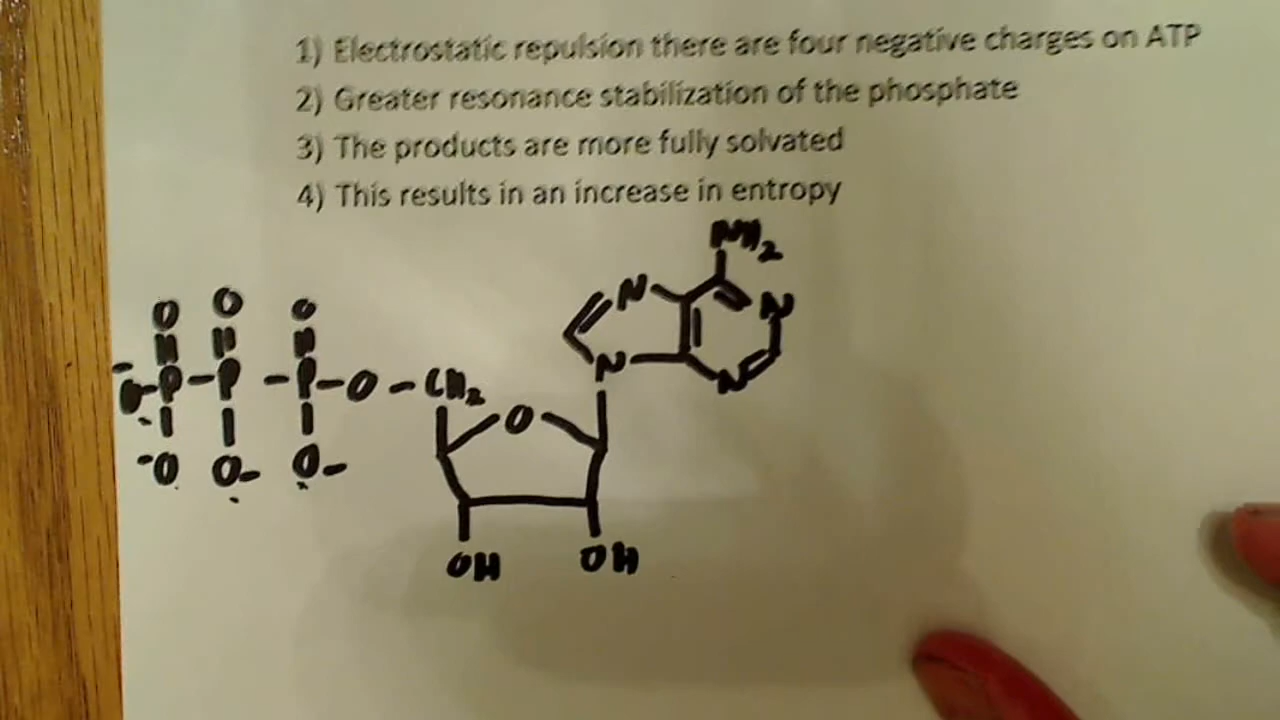 1) Electrostatic repulsion there are four negative charges on ATP
2) Greater resonance stabilization of the phosphate
3) The products are more fully solvated
4) This results in an increase in entropy
NH2
N N
O O O
N N
-O-P-P-P-O-CH2
O
-O O- O-
OH OH